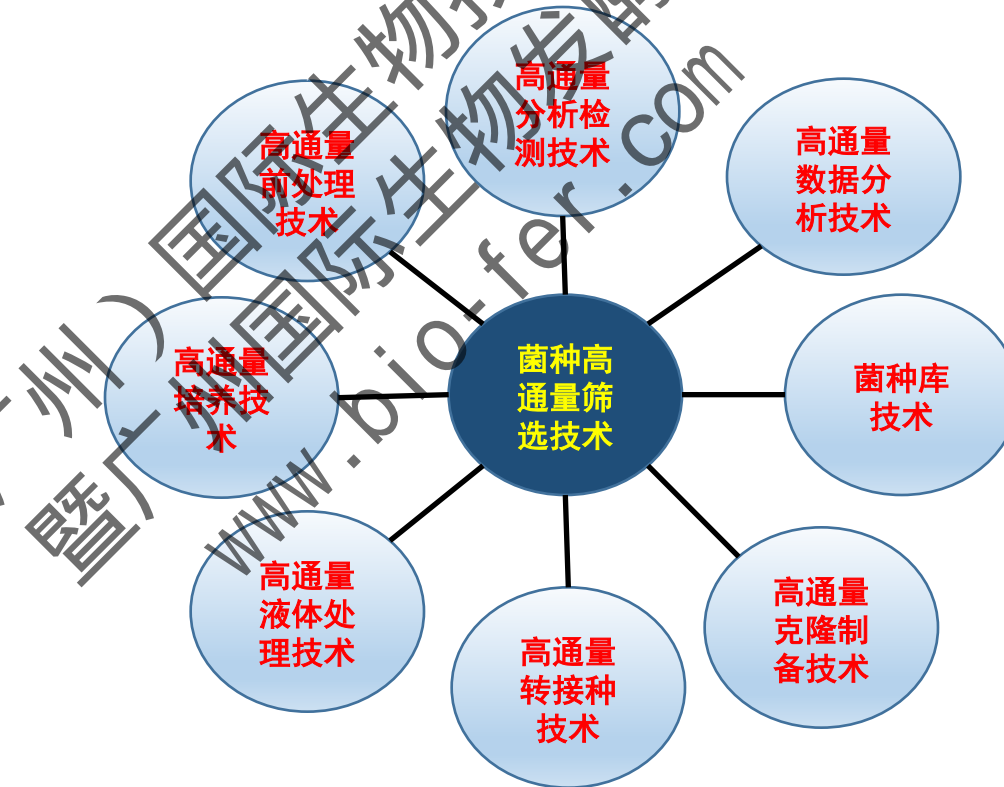 高通量
分析检
测技术
高通量
前处理
技术
高通量
数据分
析技术
高通量
培养技
术
菌种高
通量筛
选技术
菌种库
技术
高通量
液体处
理技术
高通量
转接种
技术
高通量
克隆制
备技术
州）国际生物技
暨广州国际生物发酵
www.bio-fer.com